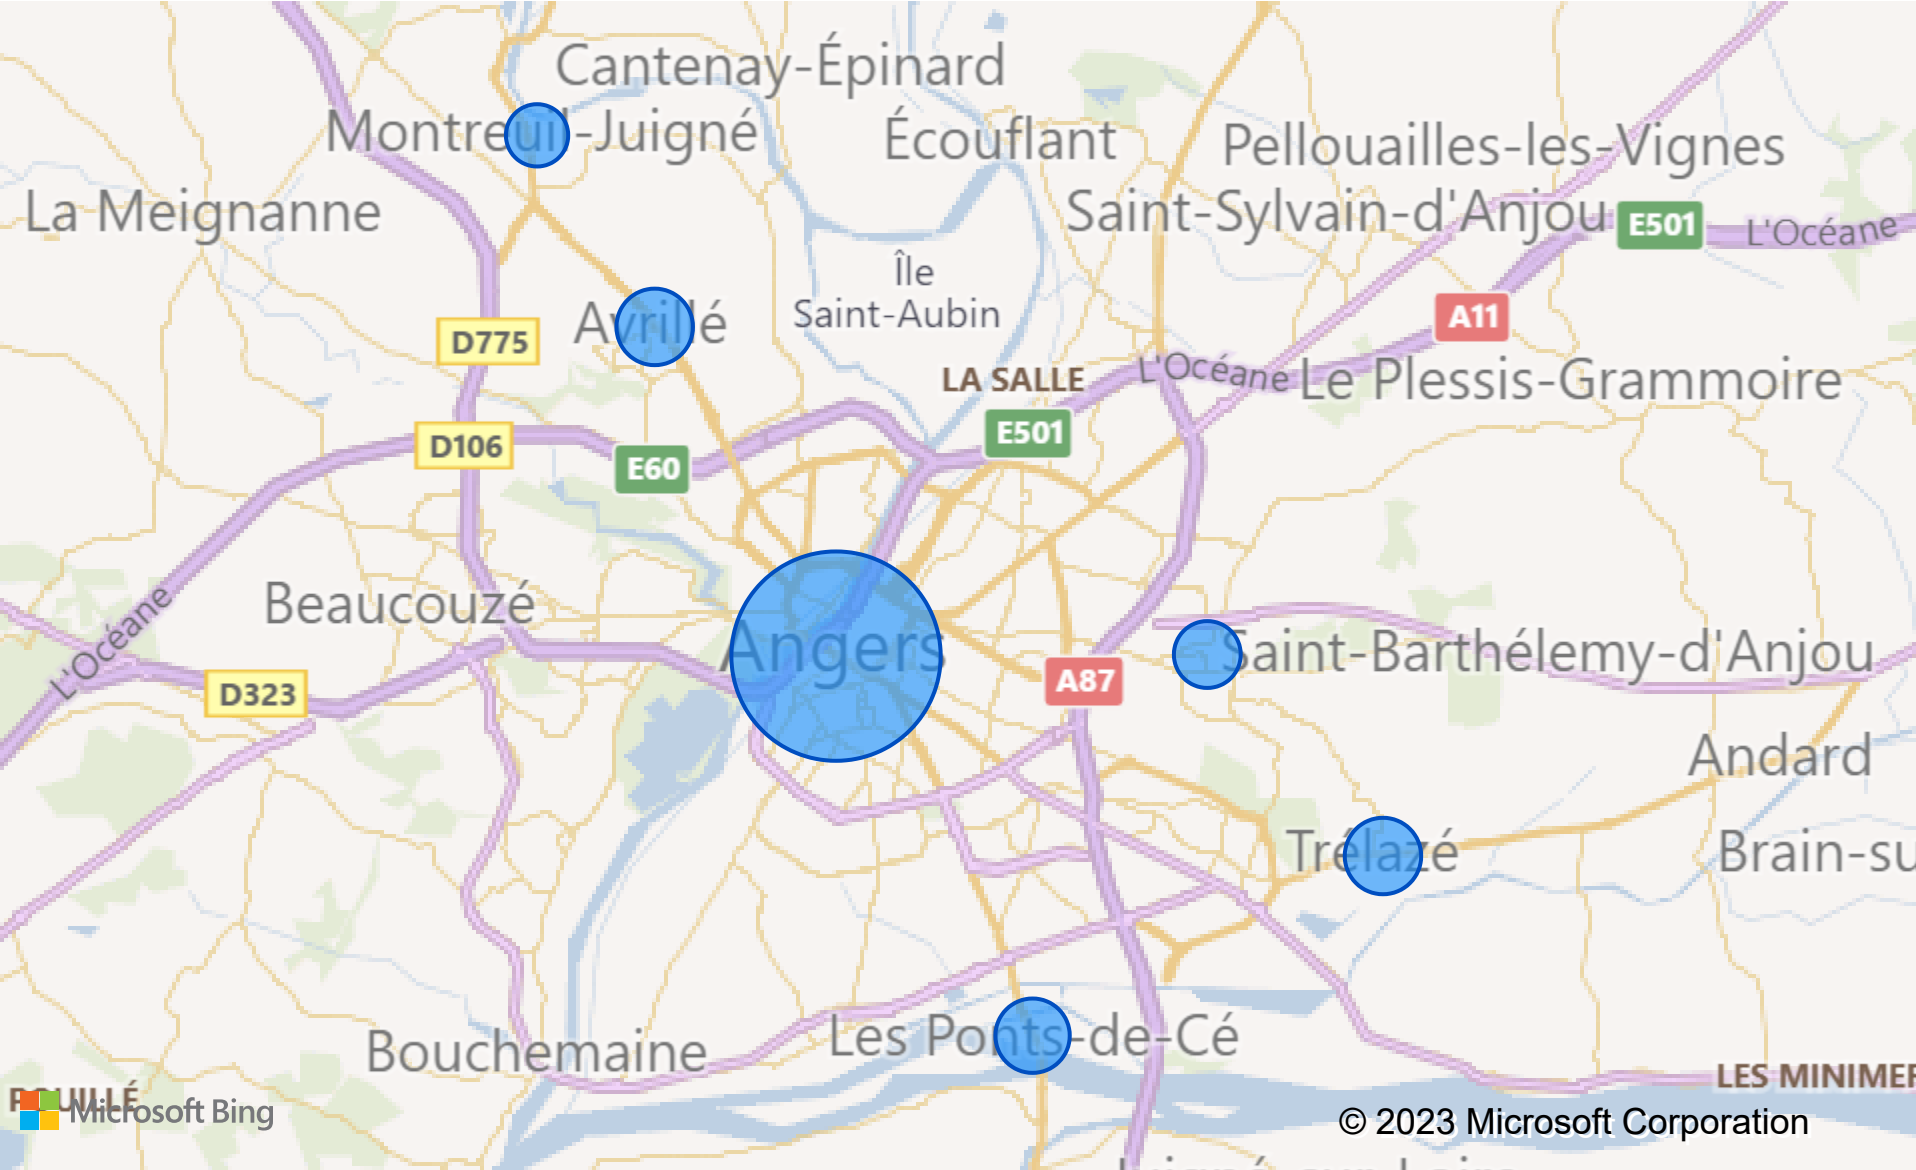 Cantenay-Épinard
Montreuil-Juigné
Écouflant
Pellouailles-les-Vignes
La Meignanne
Saint-Sylvain-d'Anjou
E501
L'Océane
Île
Saint-Aubin
Avrillé
A11
D775
LA SALLE
L'Océane
Le Plessis-Grammoire
E501
D106
E60
Beaucouzé
L'Océane
Angers
Saint-Barthélemy-d'Anjou
A87
D323
Andard
Trélazé
Brain-su
Les Ponts-de-Cé
Bouchemaine
LES MINIMER
Microsoft Bing
© 2023 Microsoft Corporation